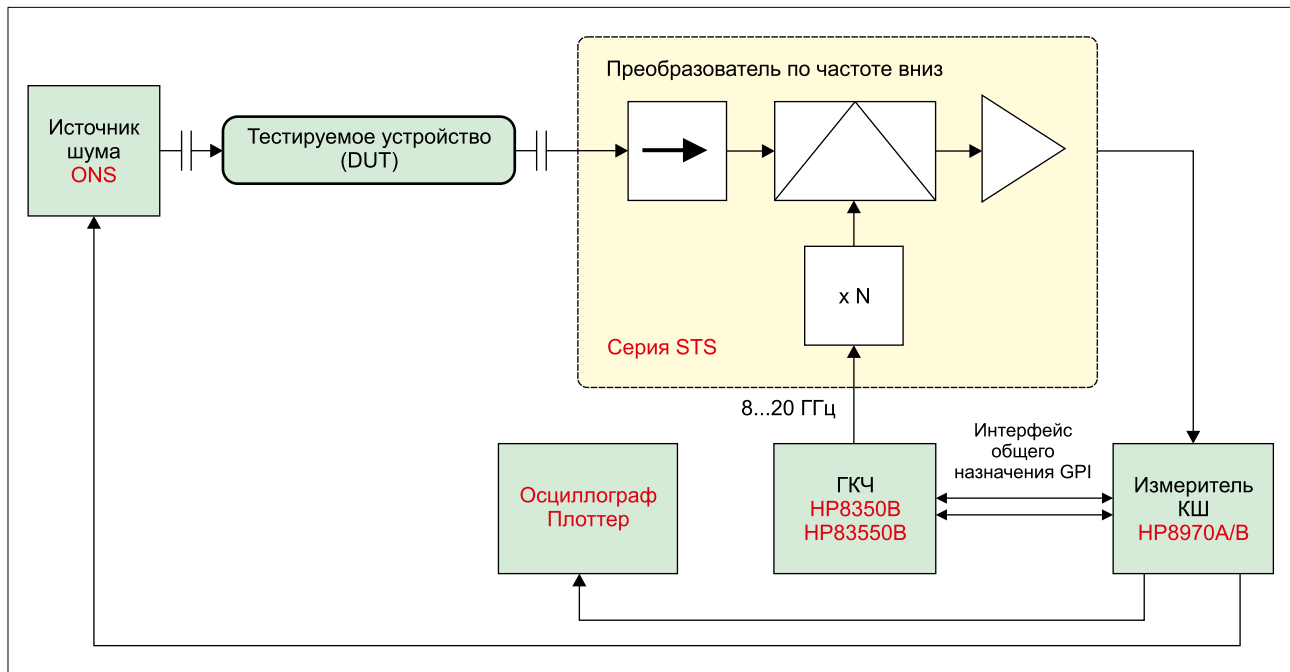 Преобразователь по частоте вниз
Источник
шума
ONS
Тестируемое устройство
(DUT)
x N
Серия STS
8...20 ГГц
Интерфейс
общего
назначения GPI
Осциллограф
Плоттер
ГКЧ
HP8350B
HP83550B
Измеритель
КШ
HP8970A/B